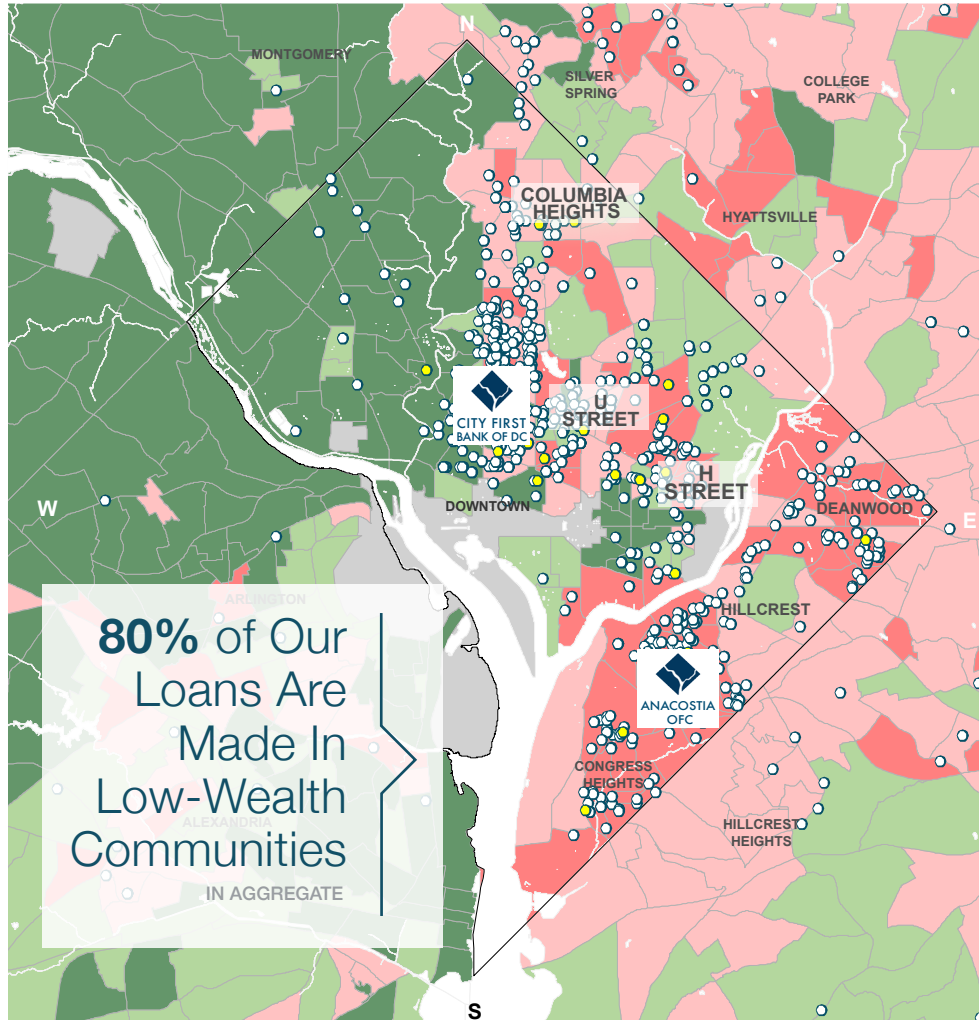 N
MONTGOMERY
SILVER
SPRING
COLLEGE
PARK
COLUMBIA
HEIGHTS
HYATTSVILLE
CITY FIRST
BANK OF DC
U
STREET
H
STREET
W
DOWNTOWN
DEANWOOD
E
ARLINGTON
HILLCREST
80% of Our
Loans Are
Made In
Low-Wealth
Communities
IN AGGREGATE
ALEXANDRIA
ANACOSTIA
OFC
CONGRESS
HEIGHTS
HILLCREST
HEIGHTS
S